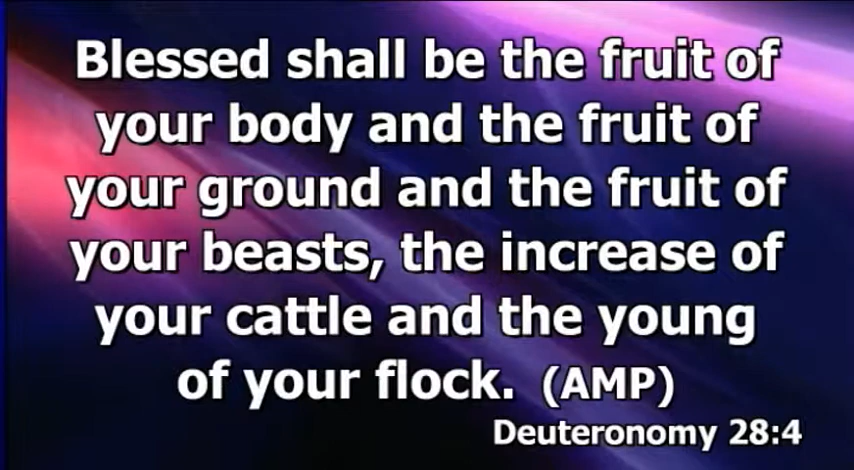 Blessed shall be the fruit of
your body and the fruit of
your ground and the fruit of
your beasts, the increase of
your cattle and the young
of your flock. (AMP)
Deuteronomy 28:4